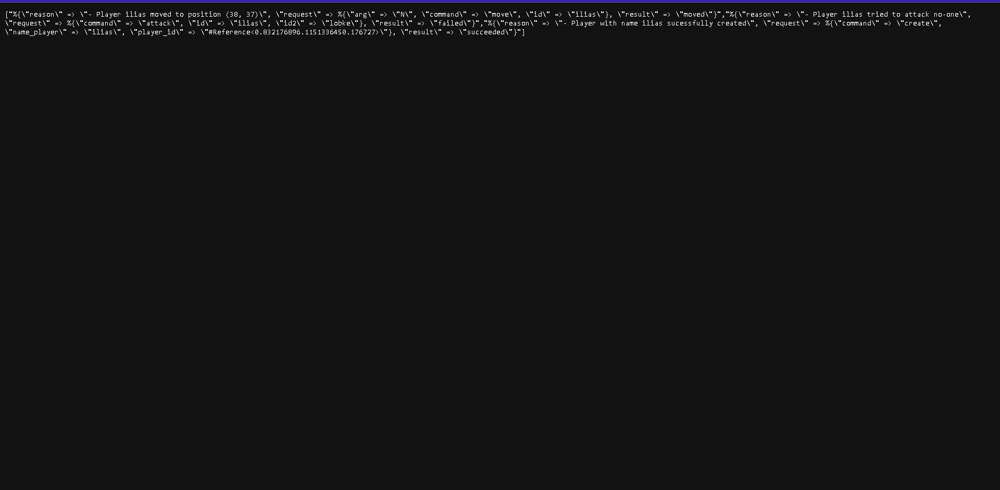 ["%{\"reason\" => \"- Player ilias moved to position (38, 37)\", \"request\" => %{\"arg\" => \"N\", \"command\" => \"move\", \"id\" => \"ilias\"}, \"result\" => \"moved\"}","%{\"reason\" => \"- Player ilias tried to attack no-one\",
\"request\" => %{\"command\" => \"attack\", \"id\" => \"ilias\", \"id2\" => \"lobke\"}, \"result\" => \"failed\"}","%{\"reason\" => \"- Player with name ilias sucessfully created\", \"request\" => %{\"command\" => \"create\",
\"name_player\" => \"ilias\", \"player_id\" => \"#Reference<0.832176896.1151336450.176727>\"}, \"result\" => \"succeeded\"}"]